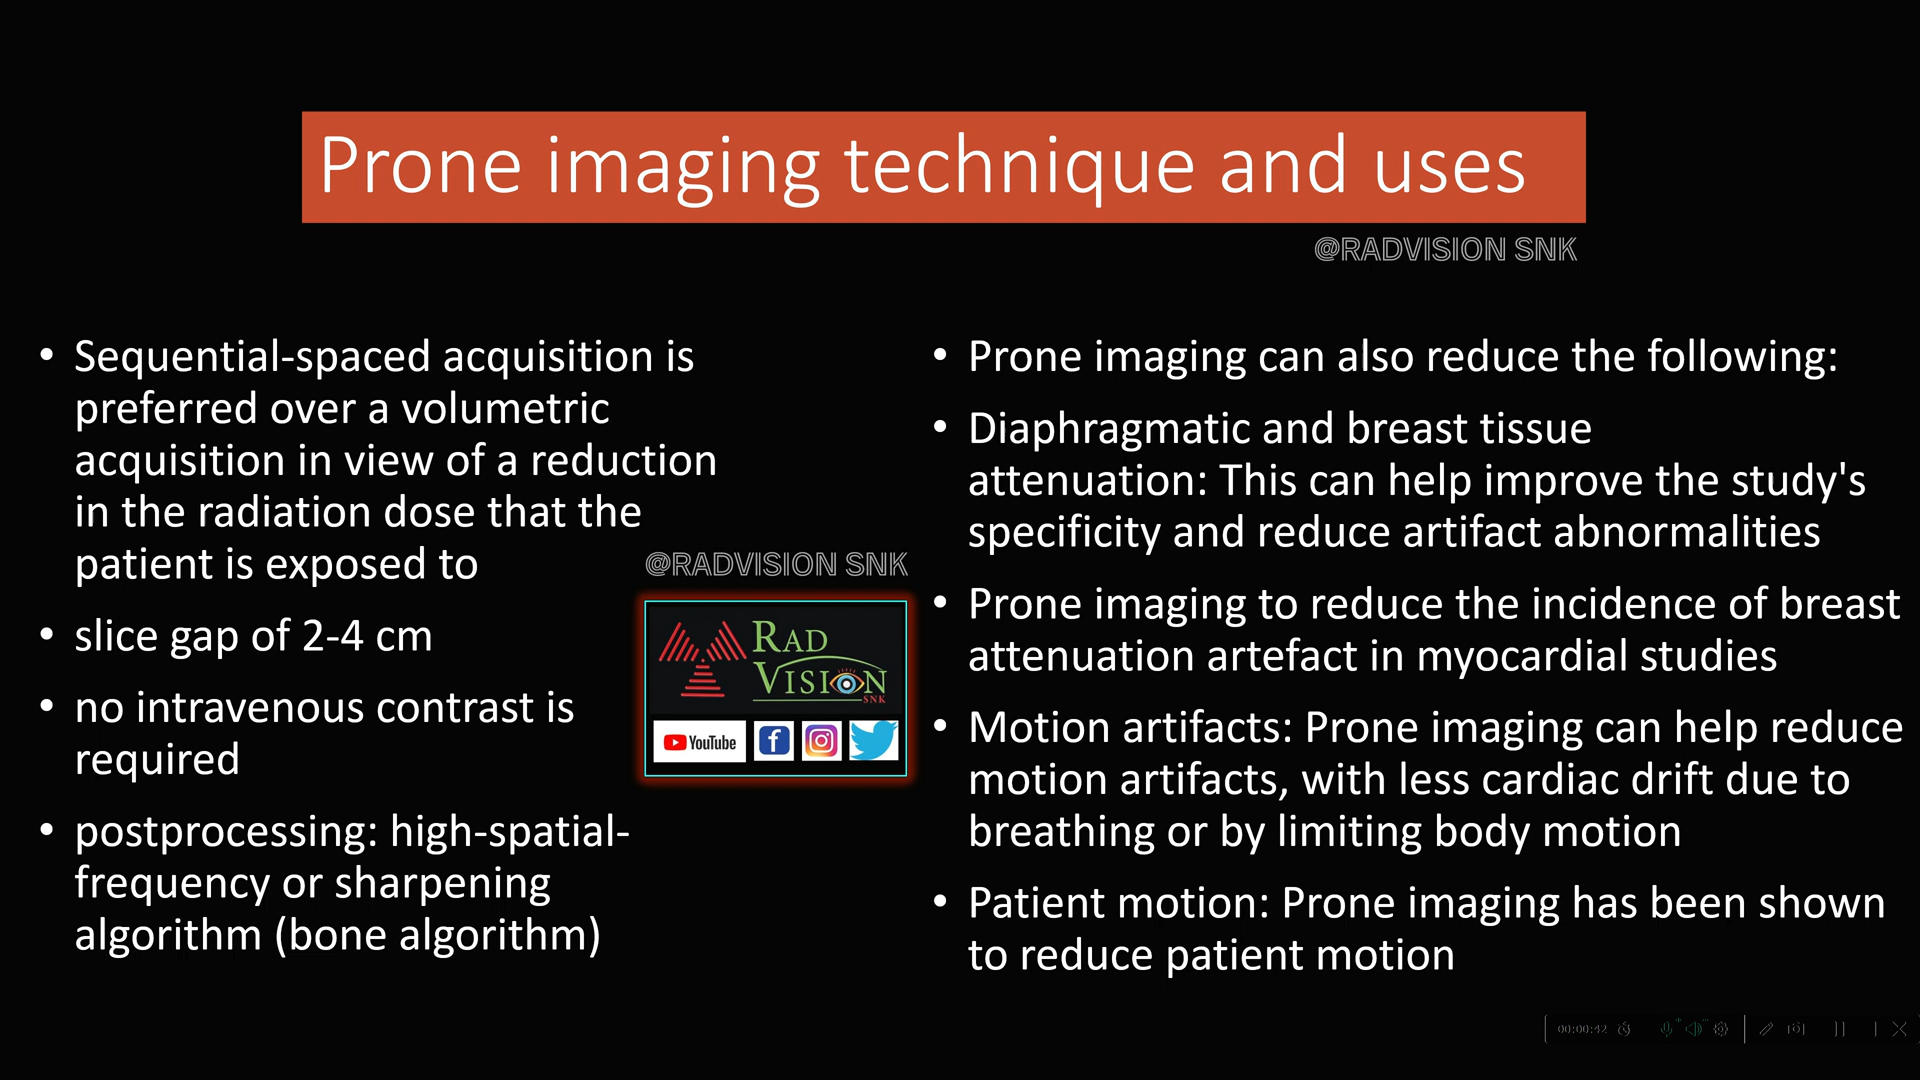 Prone imaging technique and uses
@RADVISION SNK
• Sequential-spaced acquisition is
preferred over a volumetric
acquisition in view of a reduction
in the radiation dose that the
patient is exposed to
• slice gap of 2-4 cm
• no intravenous contrast is
required
• postprocessing: high-spatial-
frequency or sharpening
algorithm (bone algorithm)
@RADVISION SNK
RAD
VISION
SNK
YouTube
• Prone imaging can also reduce the following:
• Diaphragmatic and breast tissue
attenuation: This can help improve the study's
specificity and reduce artifact abnormalities
• Prone imaging to reduce the incidence of breast
attenuation artefact in myocardial studies
• Motion artifacts: Prone imaging can help reduce
motion artifacts, with less cardiac drift due to
breathing or by limiting body motion
• Patient motion: Prone imaging has been shown
to reduce patient motion
00:00:42